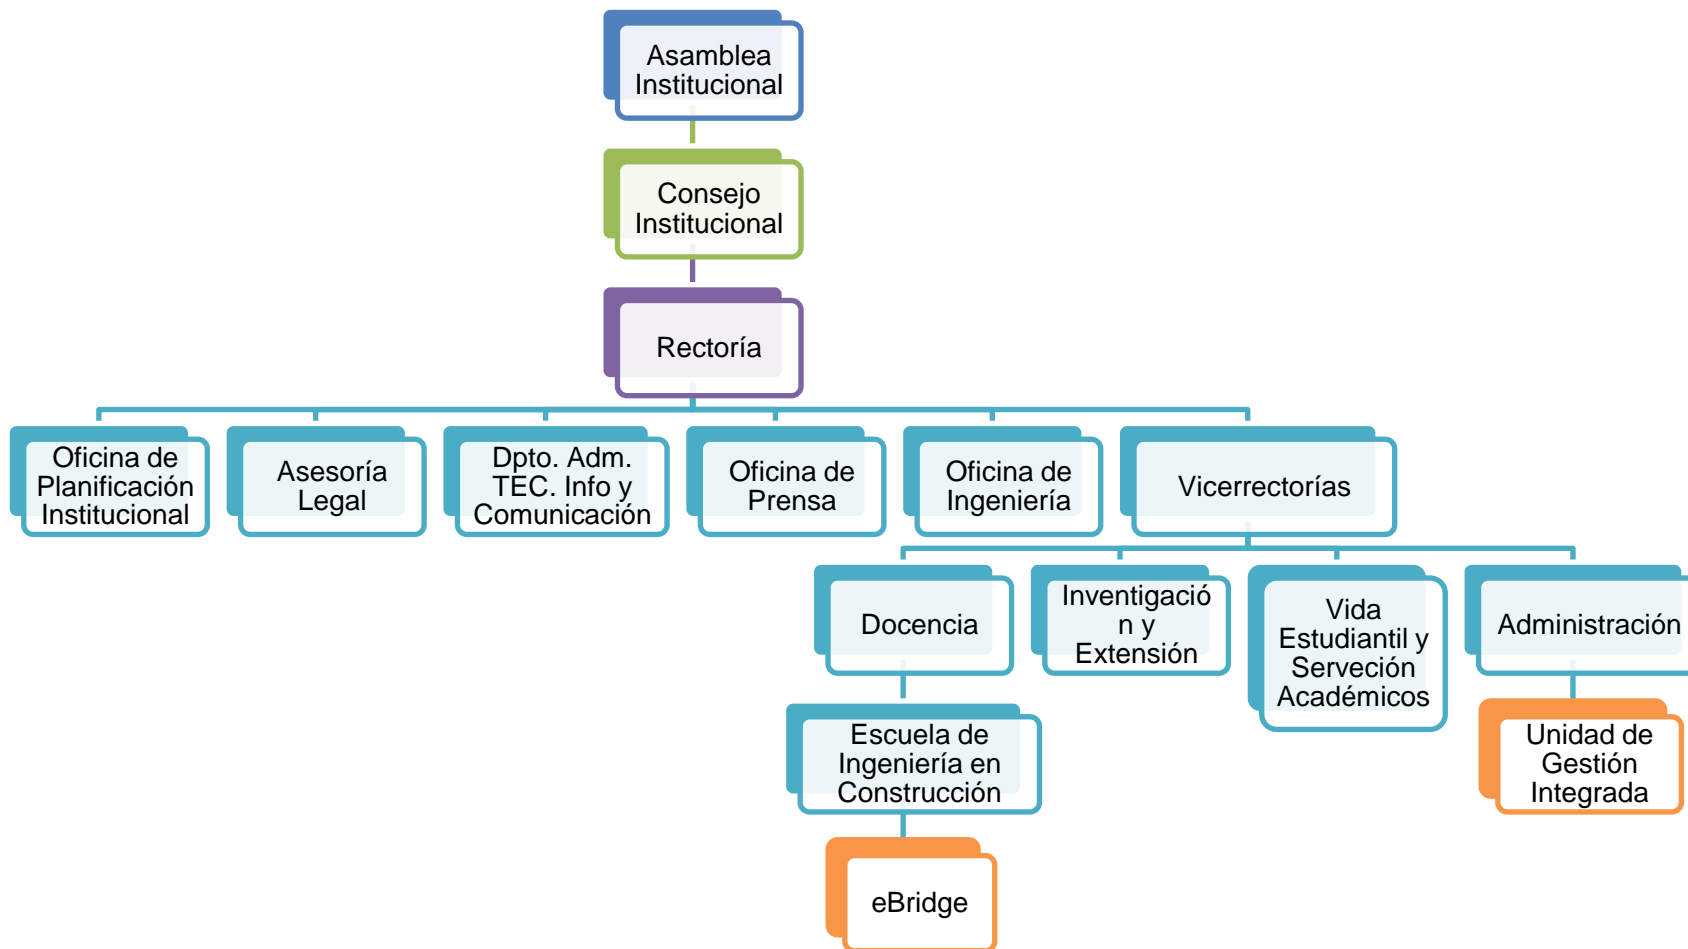 Asamblea
Institucional
Consejo
Institucional
Rectoría
Oficina de
Planificación
Institucional
Asesoría
Legal
Dpto. Adm.
TEC. Info y
Comunicación
Oficina de
Prensa
Oficina de
Ingeniería
Vicerrectorías
Docencia
Inventigació
n y
Extensión
Vida
Estudiantil y
Serveción
Académicos
Administración
Escuela de
Ingeniería en
Construcción
Unidad de
Gestión
Integrada
eBridge